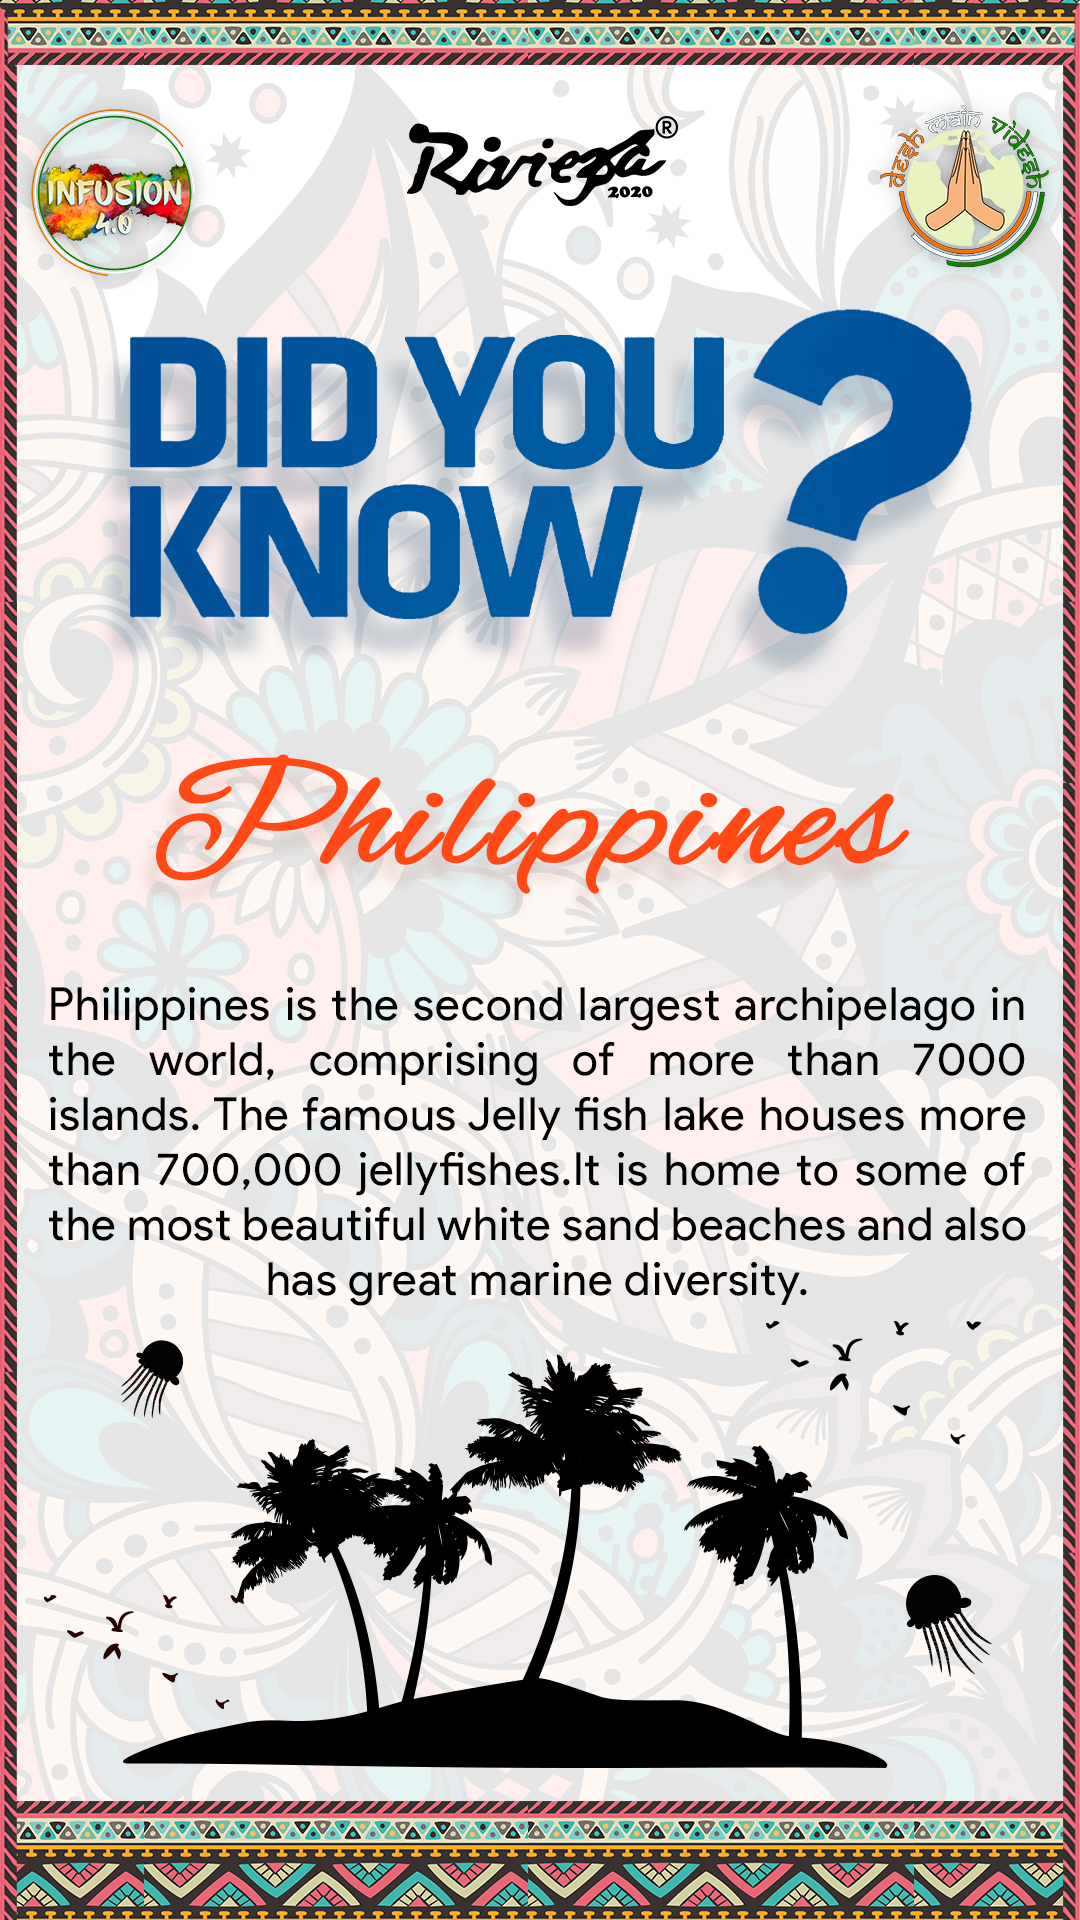 INFUSION
4.0
Riviera®
2020
desh main videsh
DID YOU
KNOW ?
Philippines
Philippines is the second largest archipelago in
the world, comprising of more than 7000
islands. The famous Jelly fish lake houses more
than 700,000 jellyfishes.It is home to some of
the most beautiful white sand beaches and also
has great marine diversity.